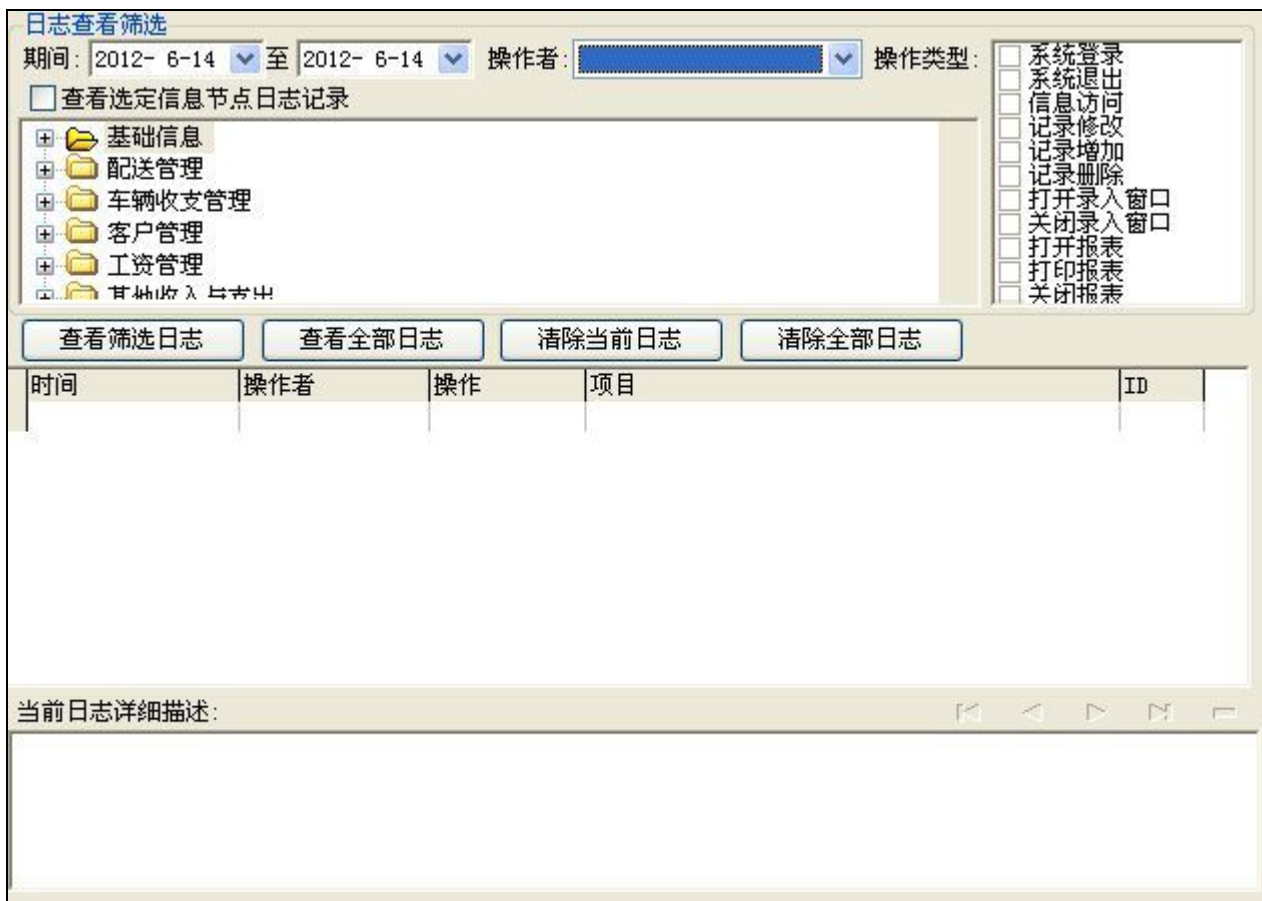 日志查看筛选
期间: 2012- 6-14 至 2012- 6-14 操作者: 操作类型:
系统登录
系统退出
信息访问
记录修改
记录增加
记录删除
打开录入窗口
关闭录入窗口
打开报表
打印报表
关闭报表
查看选定信息节点日志记录
基础信息
配送管理
车辆收支管理
客户管理
工资管理
其他收入与支出
查看筛选日志 查看全部日志 清除当前日志 清除全部日志
时间 操作者 操作 项目 ID
当前日志详细描述: